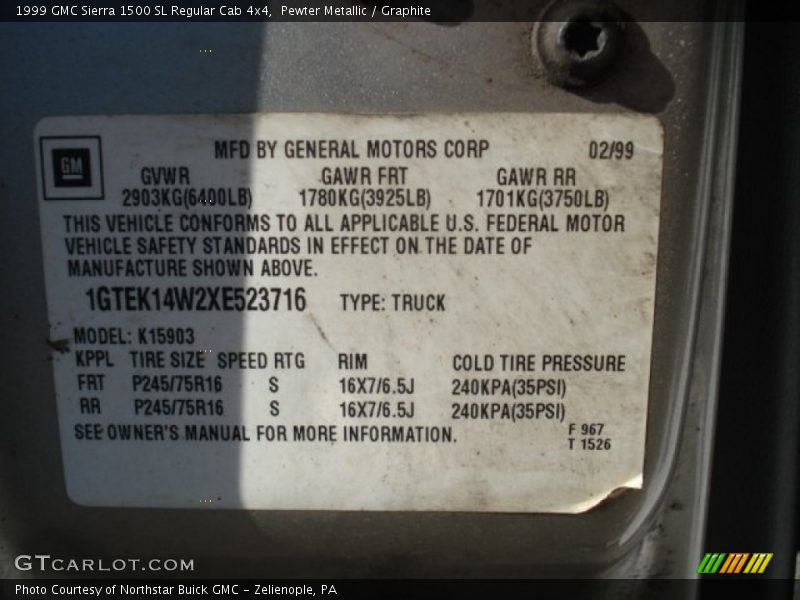 1999 GMC Sierra 1500 SL Regular Cab 4x4, Pewter Metallic / Graphite
GM
MFD BY GENERAL MOTORS CORP 02/99
GVWR GAWR FRT GAWR RR
2903KG(6400LB) 1780KG(3925LB) 1701KG(3750LB)
THIS VEHICLE CONFORMS TO ALL APPLICABLE U.S. FEDERAL MOTOR
VEHICLE SAFETY STANDARDS IN EFFECT ON THE DATE OF
MANUFACTURE SHOWN ABOVE.
1GTEK14W2XE523716 TYPE: TRUCK
MODEL: K15903
KPPL TIRE SIZE SPEED RTG RIM COLD TIRE PRESSURE
FRT P245/75R16 S 16X7/6.5J 240KPA(35PSI)
RR P245/75R16 S 16X7/6.5J 240KPA(35PSI)
SEE OWNER'S MANUAL FOR MORE INFORMATION.
F 967
T 1526
GTCARLOT.COM
Photo Courtesy of Northstar Buick GMC - Zelienople, PA